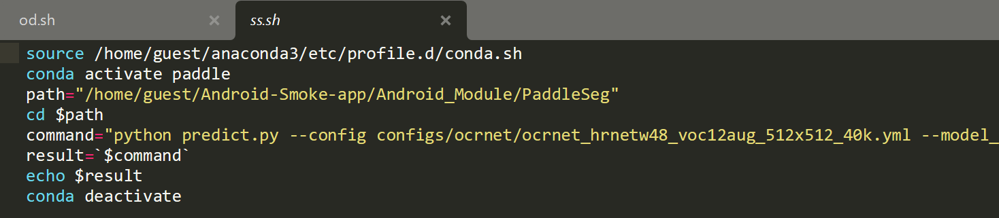 od.sh ×
ss.sh ×
source /home/guest/anaconda3/etc/profile.d/conda.sh
conda activate paddle
path="/home/guest/Android-Smoke-app/Android_Module/PaddleSeg"
cd $path
command="python predict.py --config configs/ocrnet/ocrnet_hrnetw48_voc12aug_512x512_40k.yml --model_
result=`$command`
echo $result
conda deactivate